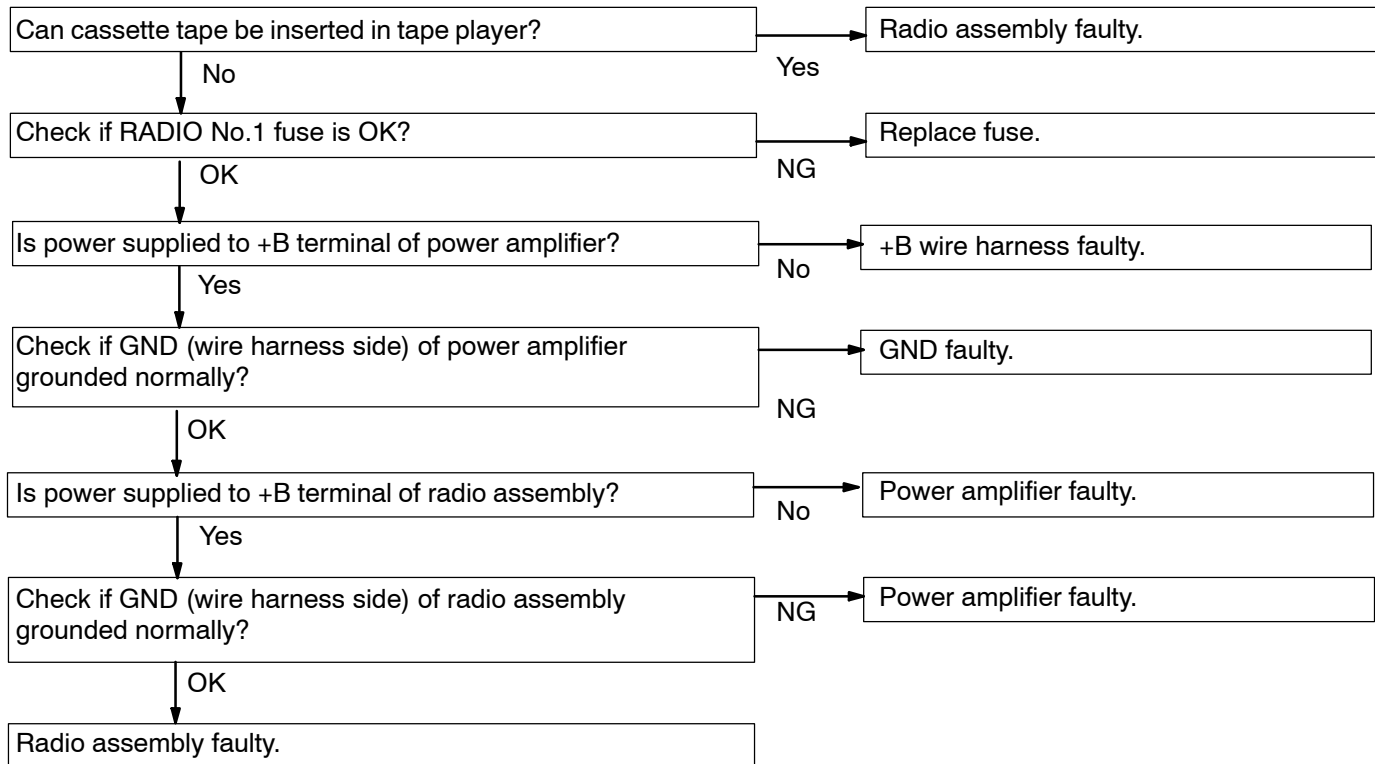 Can cassette tape be inserted in tape player?
Radio assembly faulty.
Yes
No
Check if RADIO No.1 fuse is OK?
Replace fuse.
NG
OK
Is power supplied to +B terminal of power amplifier?
+B wire harness faulty.
No
Yes
Check if GND (wire harness side) of power amplifier
grounded normally?
GND faulty.
NG
OK
Is power supplied to +B terminal of radio assembly?
Power amplifier faulty.
No
Yes
Check if GND (wire harness side) of radio assembly
grounded normally?
Power amplifier faulty.
NG
OK
Radio assembly faulty.